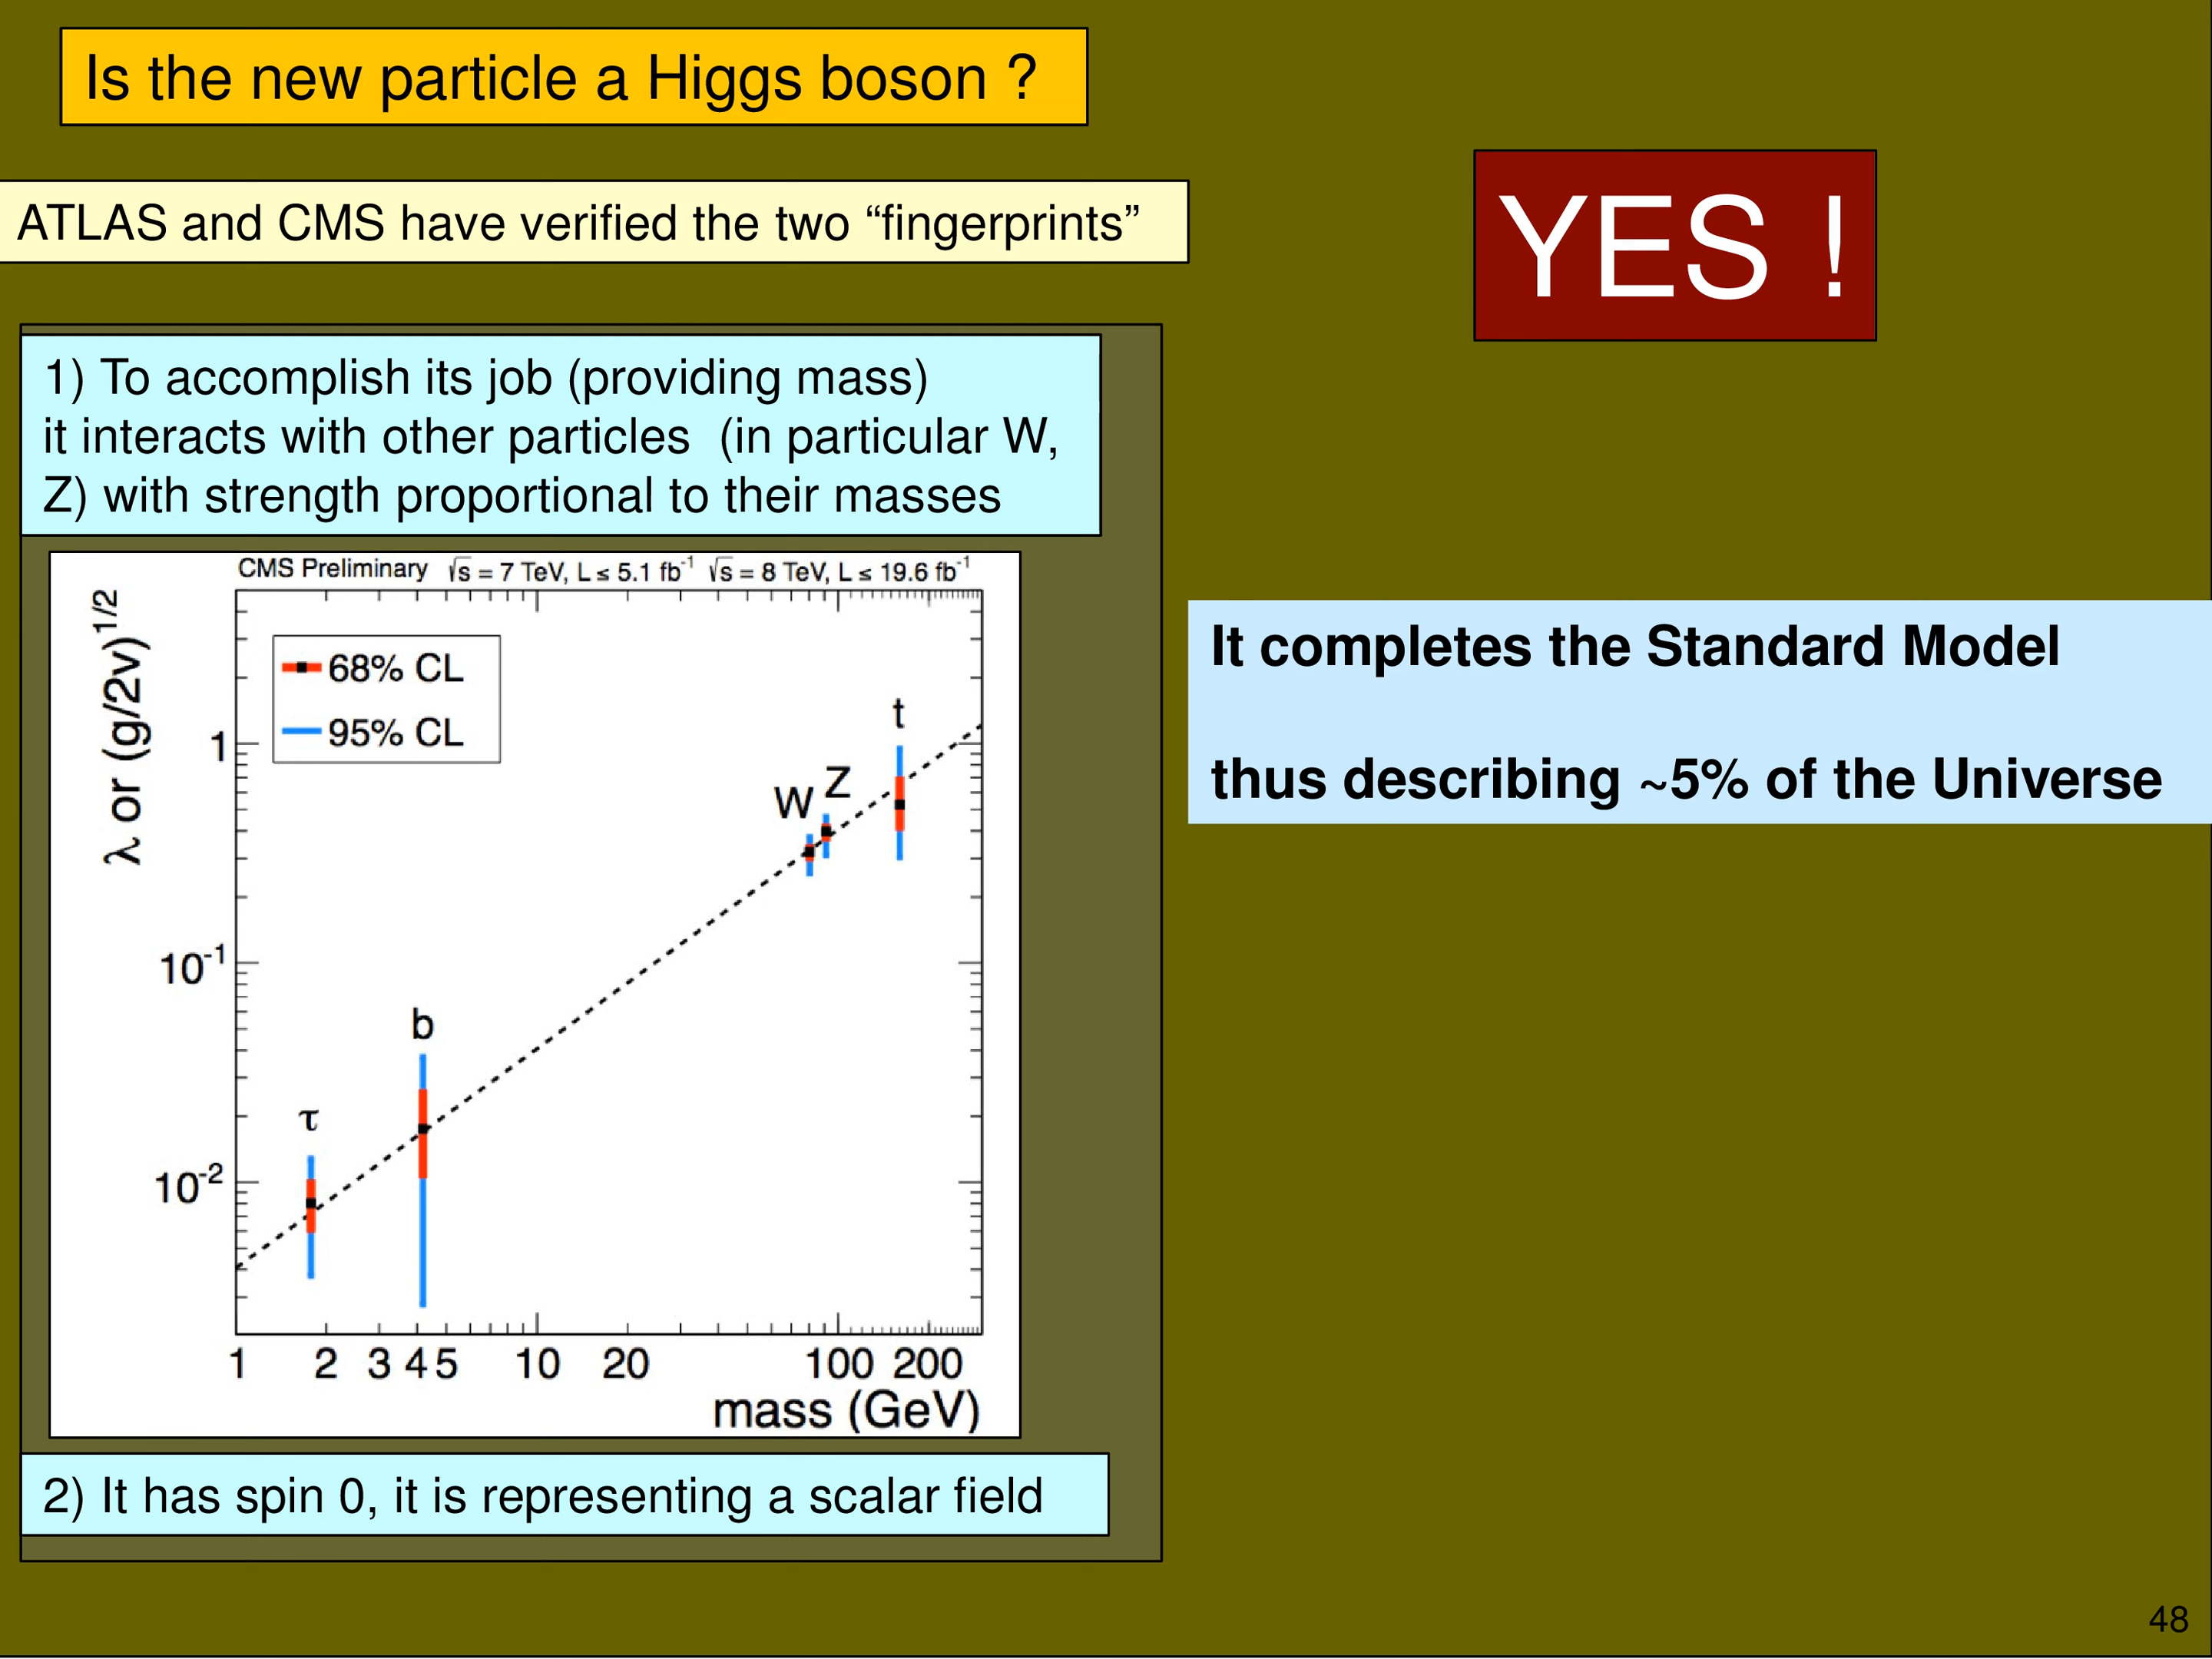 Is the new particle a Higgs boson ?
YES !
ATLAS and CMS have verified the two “fingerprints”
1) To accomplish its job (providing mass)
it interacts with other particles (in particular W,
Z) with strength proportional to their masses
CMS Preliminary √s = 7 TeV, L ≤ 5.1 fb-1 √s = 8 TeV, L ≤ 19.6 fb-1
λ or (g/2v)1/2
68% CL
95% CL
t
W Z
b
τ
1
10-1
10-2
1 2 3 4 5 10 20 100 200
mass (GeV)
2) It has spin 0, it is representing a scalar field
It completes the Standard Model
thus describing ~5% of the Universe
48